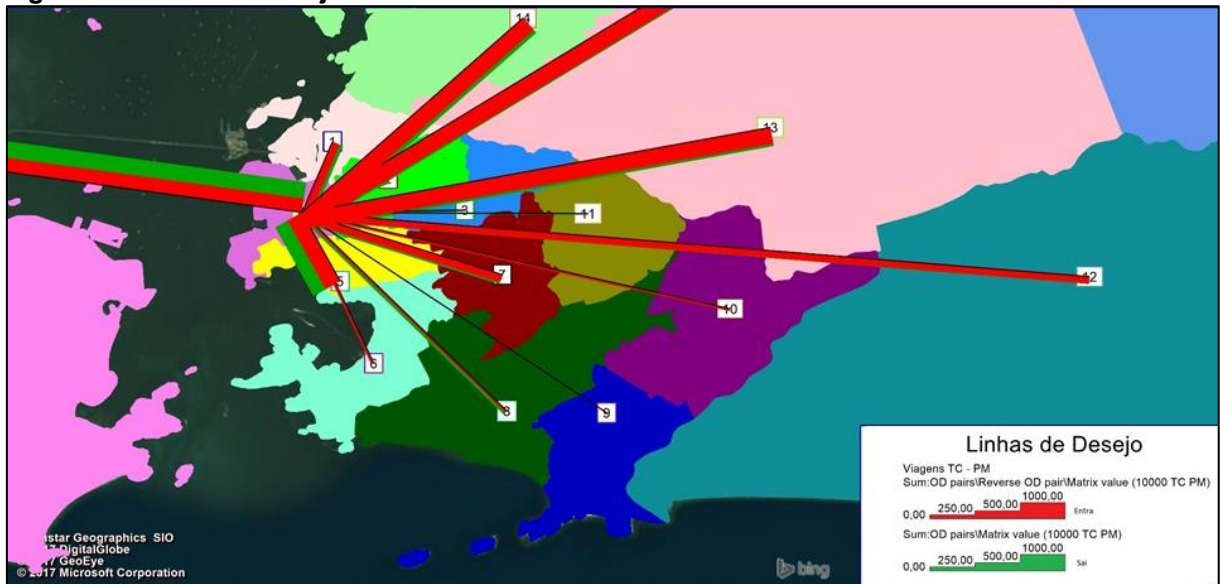 14
13
1
3
11
7
12
5
10
6
8
9
Linhas de Desejo
Viagens TC - PM
Sum:OD pairs\Reverse OD pair\Matrix value (10000 TC PM)
0,00 250,00 500,00 1000,00 Entra
Sum:OD pairs\Matrix value (10000 TC PM)
0,00 250,00 500,00 1000,00 Sai
Geographics SIO
DigitalGlobe
GeoEye
© 2017 Microsoft Corporation
bing